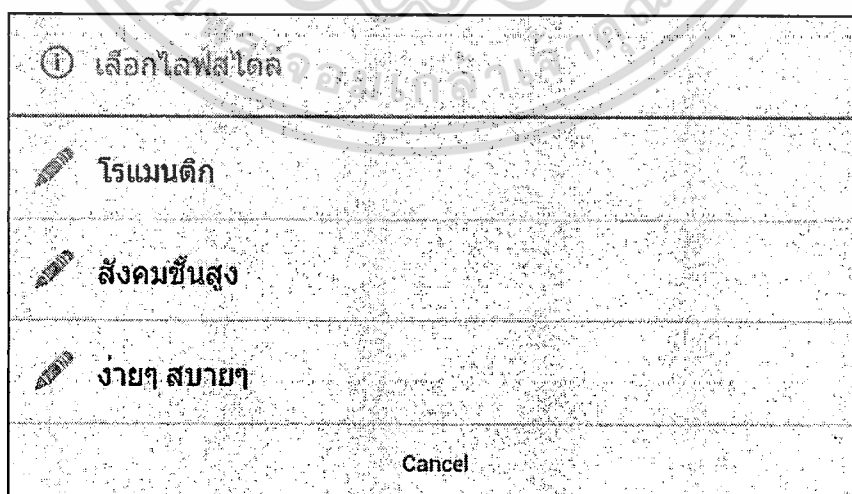 เลือกไลฟ์สไตล์
โรแมนติก
สังคมชั้นสูง
ง่ายๆ สบายๆ
Cancel